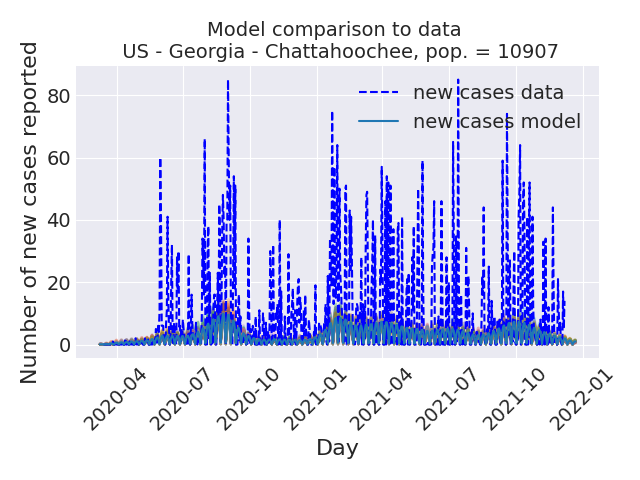 Model comparison to data
US - Georgia - Chattahoochee, pop. = 10907
Number of new cases reported
80
60
40
20
0
new cases data
new cases model
2020-04
2020-07
2020-10
2021-01
2021-04
2021-07
2021-10
2022-01
Day